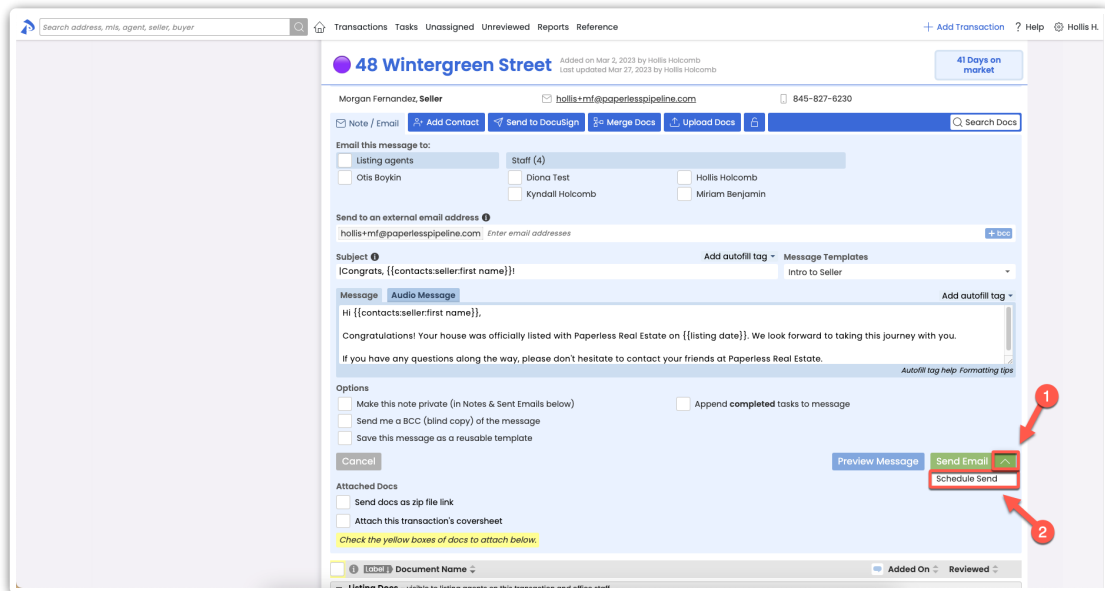 Search address, mls, agent, seller, buyer
Transactions Tasks Unassigned Unreviewed Reports Reference
+ Add Transaction ? Help Hollis H.
48 Wintergreen Street
Added on Mar 2, 2023 by Hollis Holcomb
Last updated Mar 27, 2023 by Hollis Holcomb
41 Days on
market
Morgan Fernandez, Seller hollis+mf@paperlesspipeline.com 845-827-6230
Note / Email Add Contact Send to DocuSign Merge Docs Upload Docs Search Docs
Email this message to:
Listing agents Staff (4)
Otis Boykin Diona Test Hollis Holcomb
Kyndall Holcomb Miriam Benjamin
Send to an external email address
hollis+mf@paperlesspipeline.com Enter email addresses + bcc
Subject Add autofill tag Message Templates
|Congrats, {{contacts:seller:first name}}! Intro to Seller
Message Audio Message Add autofill tag
Hi {{contacts:seller:first name}},
Congratulations! Your house was officially listed with Paperless Real Estate on {{listing date}}. We look forward to taking this journey with you.
If you have any questions along the way, please don't hesitate to contact your friends at Paperless Real Estate.
Autofill tag help Formatting tips
Options
Make this note private (in Notes & Sent Emails below) Append completed tasks to message
1
Send me a BCC (blind copy) of the message
Save this message as a reusable template
Cancel Preview Message Send Email
Schedule Send
Attached Docs
Send docs as zip file link
Attach this transaction's coversheet
2
Check the yellow boxes of docs to attach below.
Label Document Name Added On Reviewed
Listing Docs - visible to listing agents on this transaction and office staff